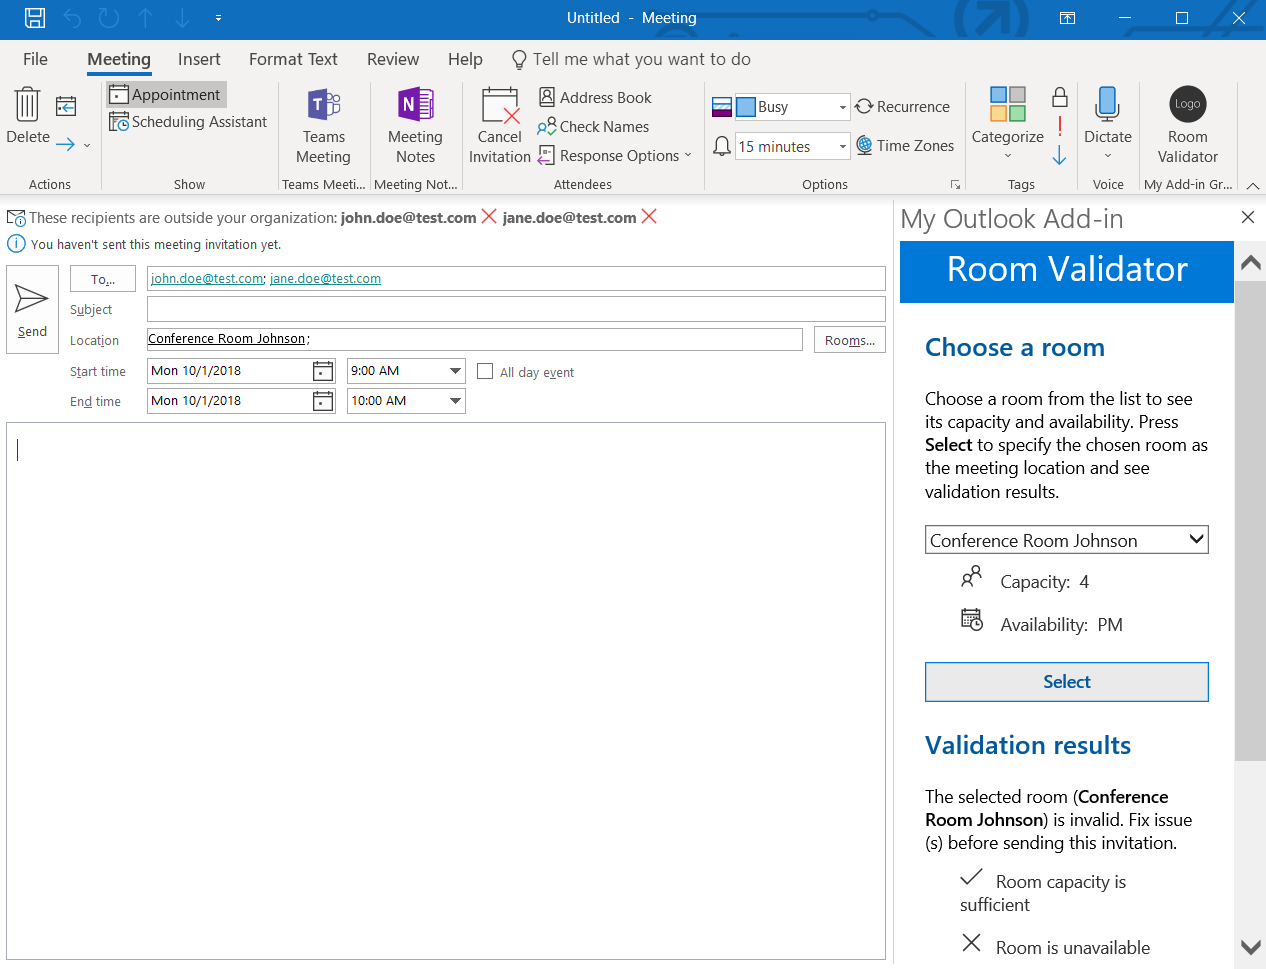 Untitled - Meeting
File Meeting Insert Format Text Review Help Tell me what you want to do
Delete
Actions
Appointment
Scheduling Assistant
Show
Teams
Meeting
Teams Meeti...
Meeting
Notes
Meeting Not...
Cancel
Invitation
Address Book
Check Names
Response Options
Attendees
Busy
Recurrence
15 minutes
Time Zones
Options
Categorize
Tags
Dictate
Voice
Logo
Room
Validator
My Add-in Gr...
These recipients are outside your organization: john.doe@test.com jane.doe@test.com
You haven't sent this meeting invitation yet.
Send
To...
john.doe@test.com; jane.doe@test.com
Subject
Location
Conference Room Johnson;
Rooms...
Start time
Mon 10/1/2018
9:00 AM
All day event
End time
Mon 10/1/2018
10:00 AM
My Outlook Add-in
Room Validator
Choose a room
Choose a room from the list to see
its capacity and availability. Press
Select to specify the chosen room as
the meeting location and see
validation results.
Conference Room Johnson
Capacity: 4
Availability: PM
Select
Validation results
The selected room (Conference
Room Johnson) is invalid. Fix issue
(s) before sending this invitation.
Room capacity is
sufficient
Room is unavailable